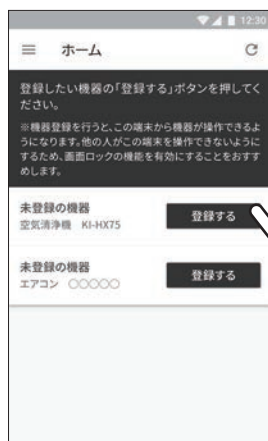 12:30
ホーム
登録したい機器の「登録する」ボタンを押してく
ださい。
※機器登録を行うと、この端末から機器が操作できるよ
うになります。他の人がこの端末を操作できないように
するため、画面ロックの機能を有効にすることをおすす
めします。
未登録の機器
空気清浄機 KI-HX75
登録する
未登録の機器
エアコン ○○○○○
登録する